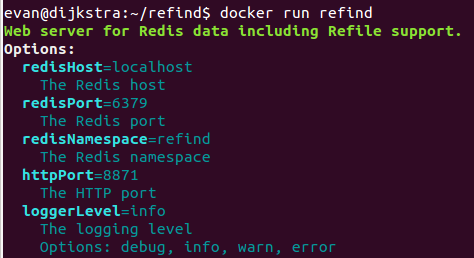 evan@dijkstra:~/refind$ docker run refind
Web server for Redis data including Refile support.
Options:
redisHost=localhost
The Redis host
redisPort=6379
The Redis port
redisNamespace=refind
The Redis namespace
httpPort=8871
The HTTP port
loggerLevel=info
The logging level
Options: debug, info, warn, error